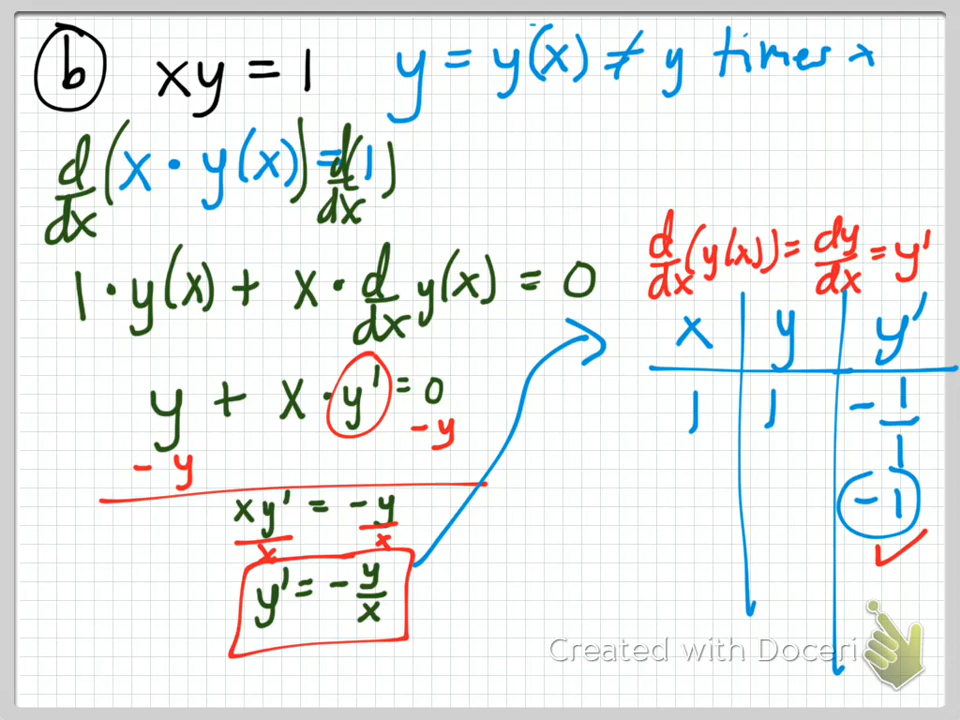 b xy = 1 y = y(x) ≠ y times x
d/dx (x · y(x)) = d/dx (1)
1 · y(x) + x · d/dx y(x) = 0
y + x · y' = 0
- y - y
xy' / x = - y / x
y' = - y/x
d/dx (y(x)) = dy/dx = y'
x y y'
1 1 - 1/1
- 1
Created with Doceri